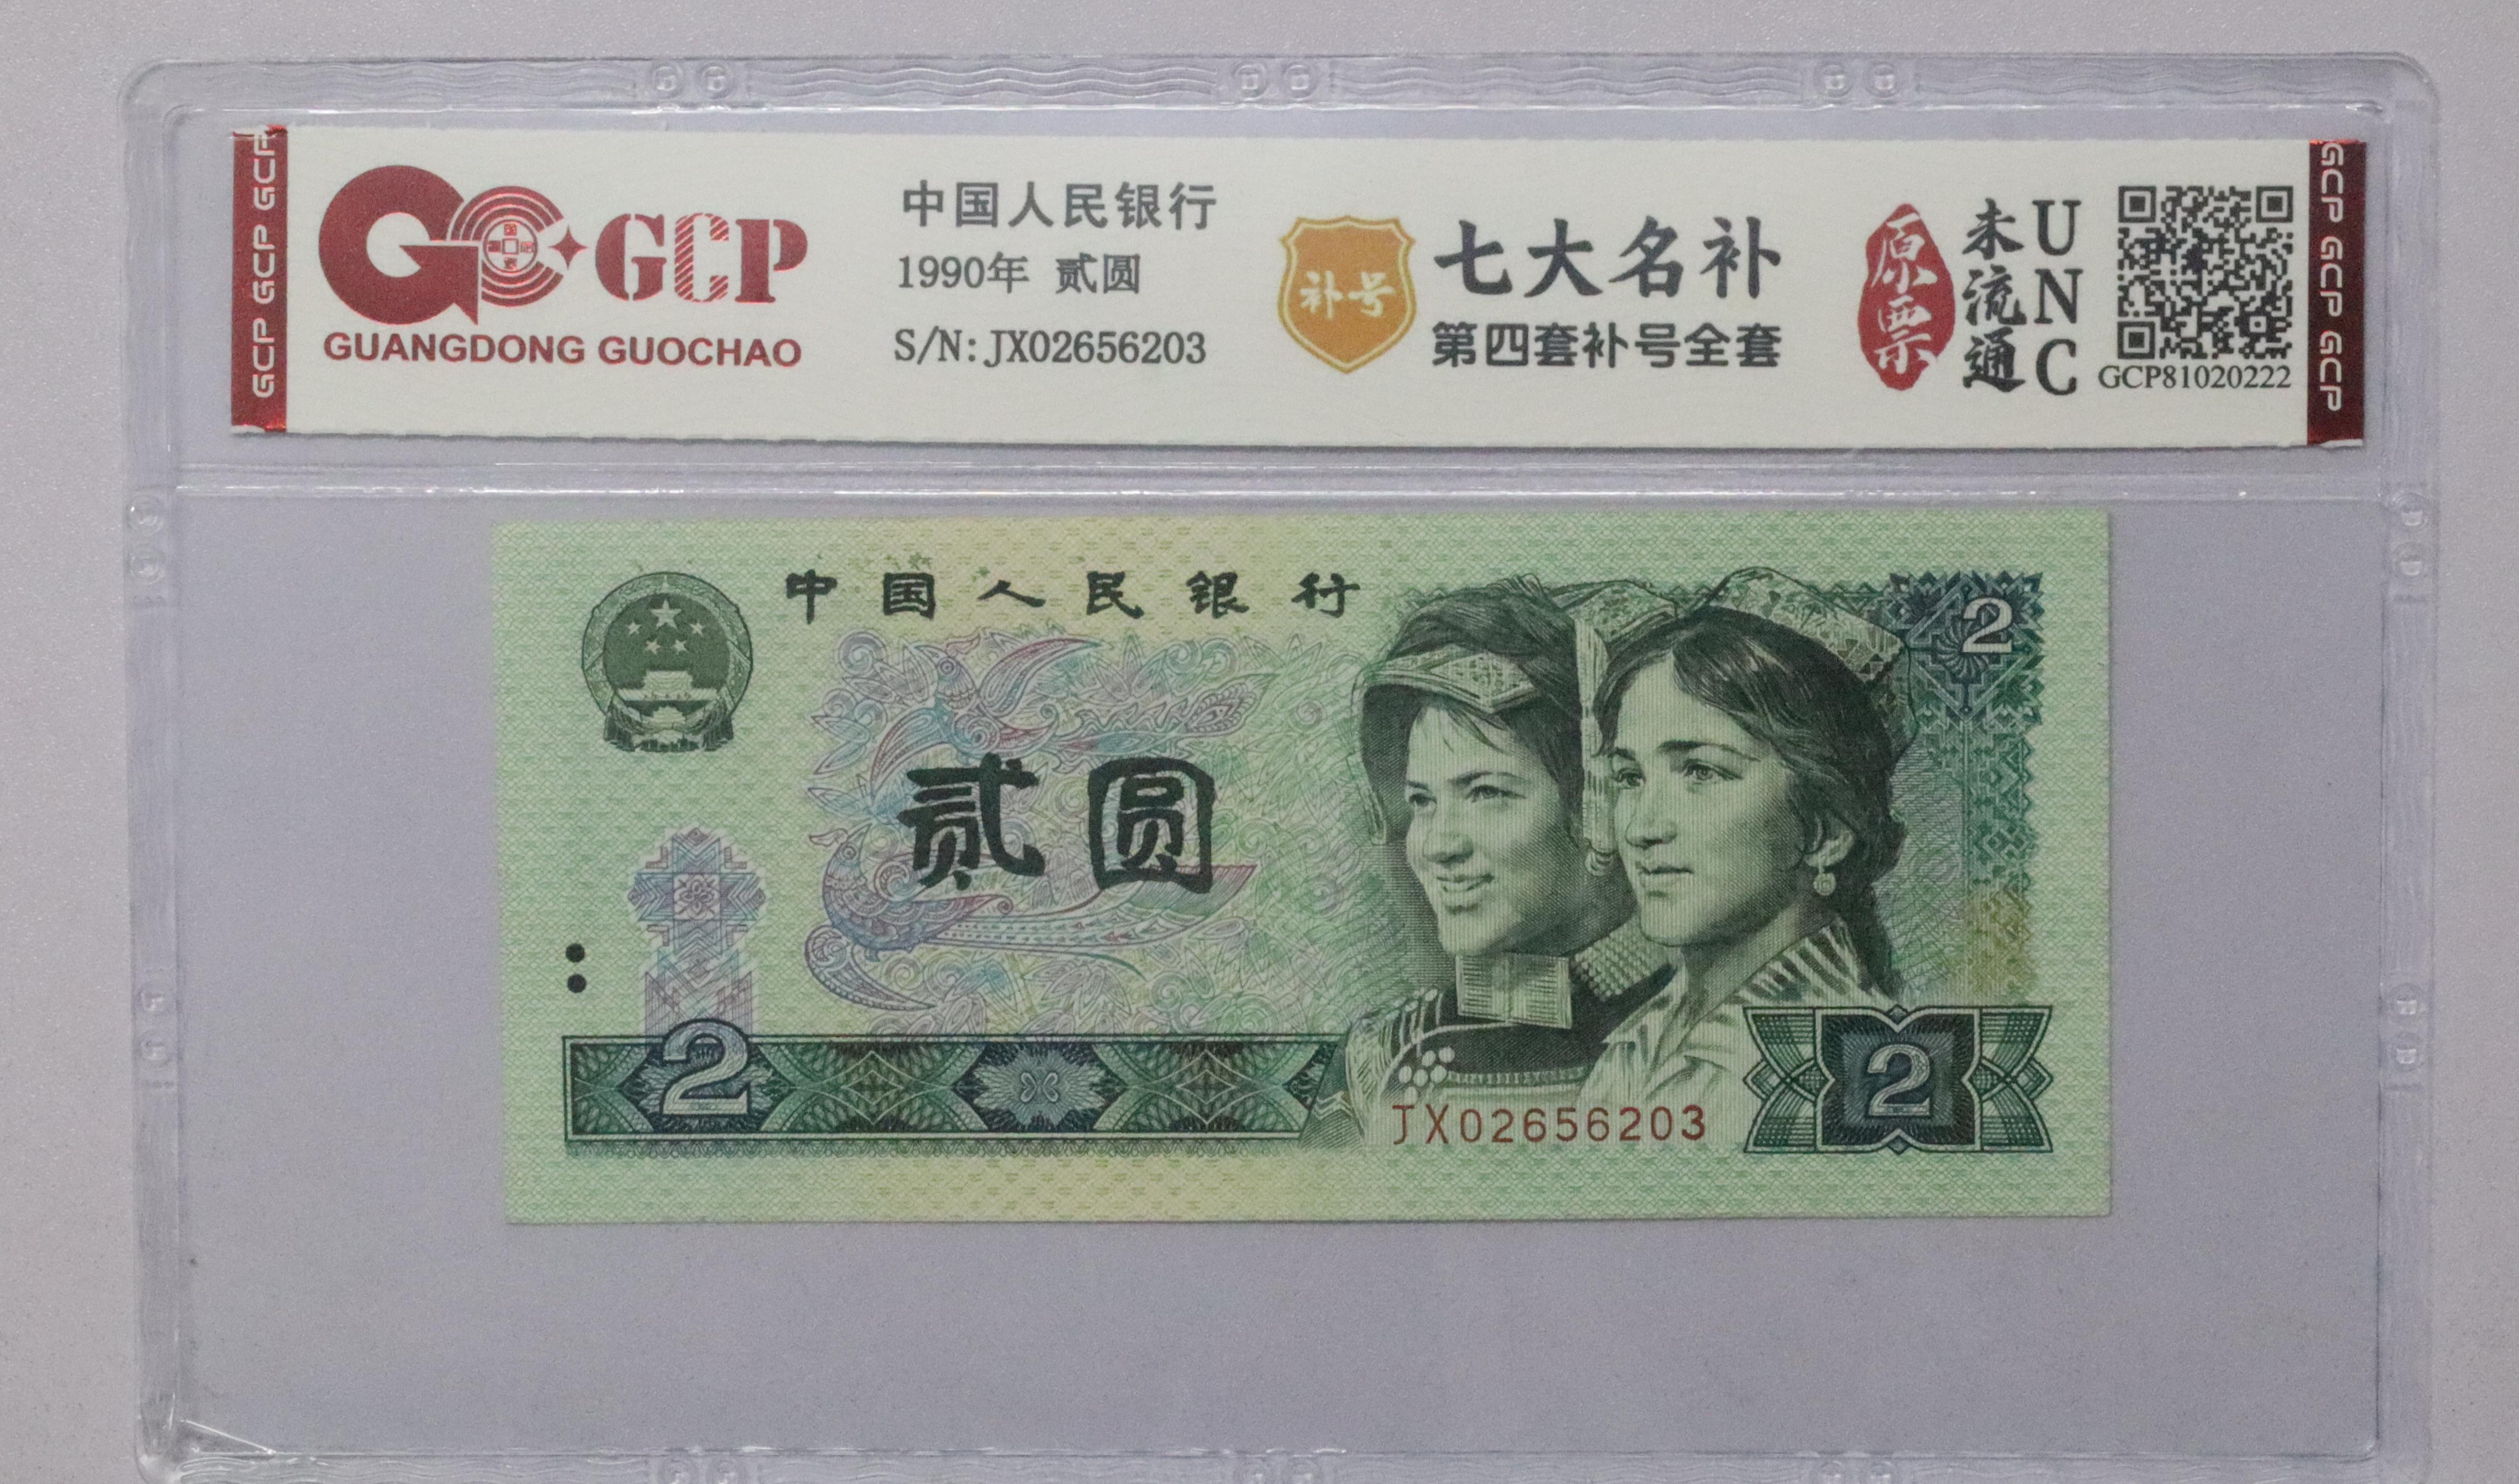 GCP GCP GCP
GCP
GUANGDONG GUOCHAO
中国人民银行
1990年 贰圆
S/N: JX02656203
补号
七大名补
第四套补号全套
原票
未流通
UNC
GCP81020222
GCP GCP GCP
中国人民银行
2
贰圆
2
JX02656203
2